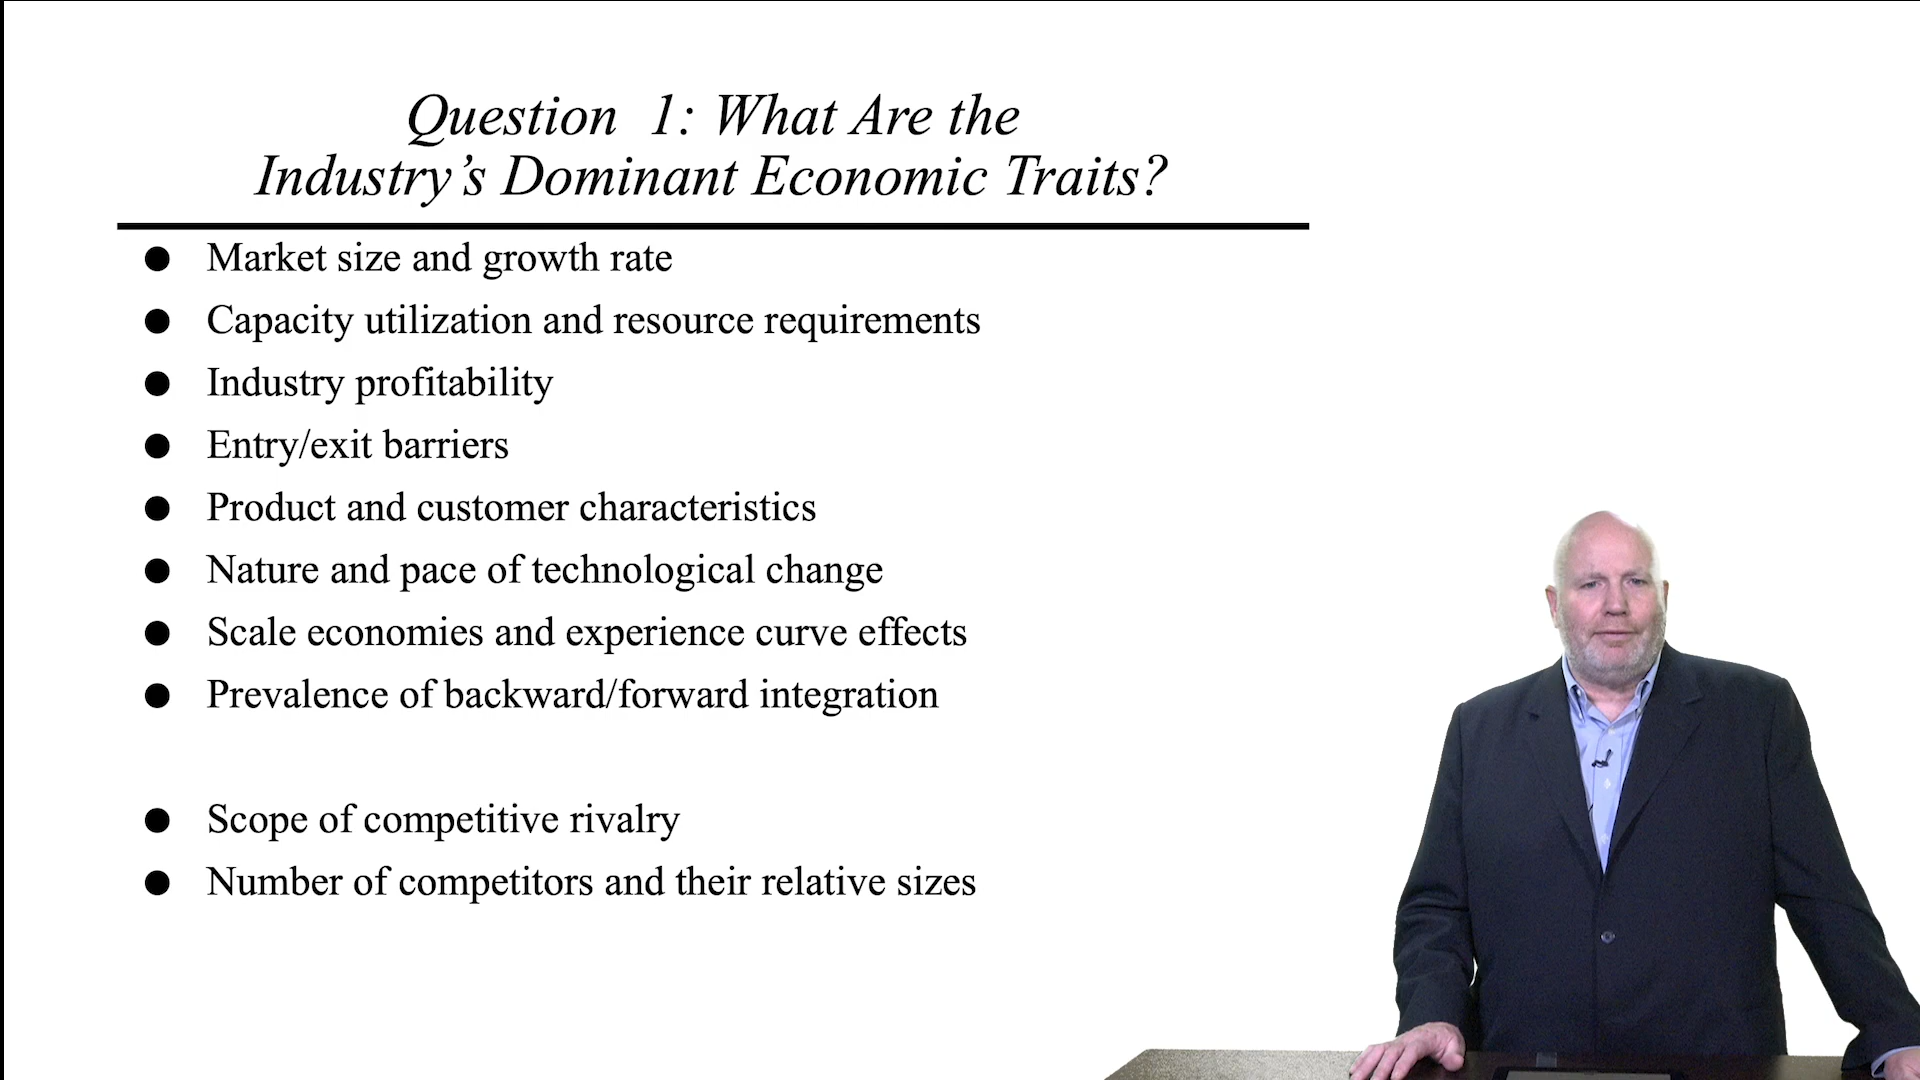 Question 1: What Are the
Industry's Dominant Economic Traits?
● Market size and growth rate
● Capacity utilization and resource requirements
● Industry profitability
● Entry/exit barriers
● Product and customer characteristics
● Nature and pace of technological change
● Scale economies and experience curve effects
● Prevalence of backward/forward integration
● Scope of competitive rivalry
● Number of competitors and their relative sizes